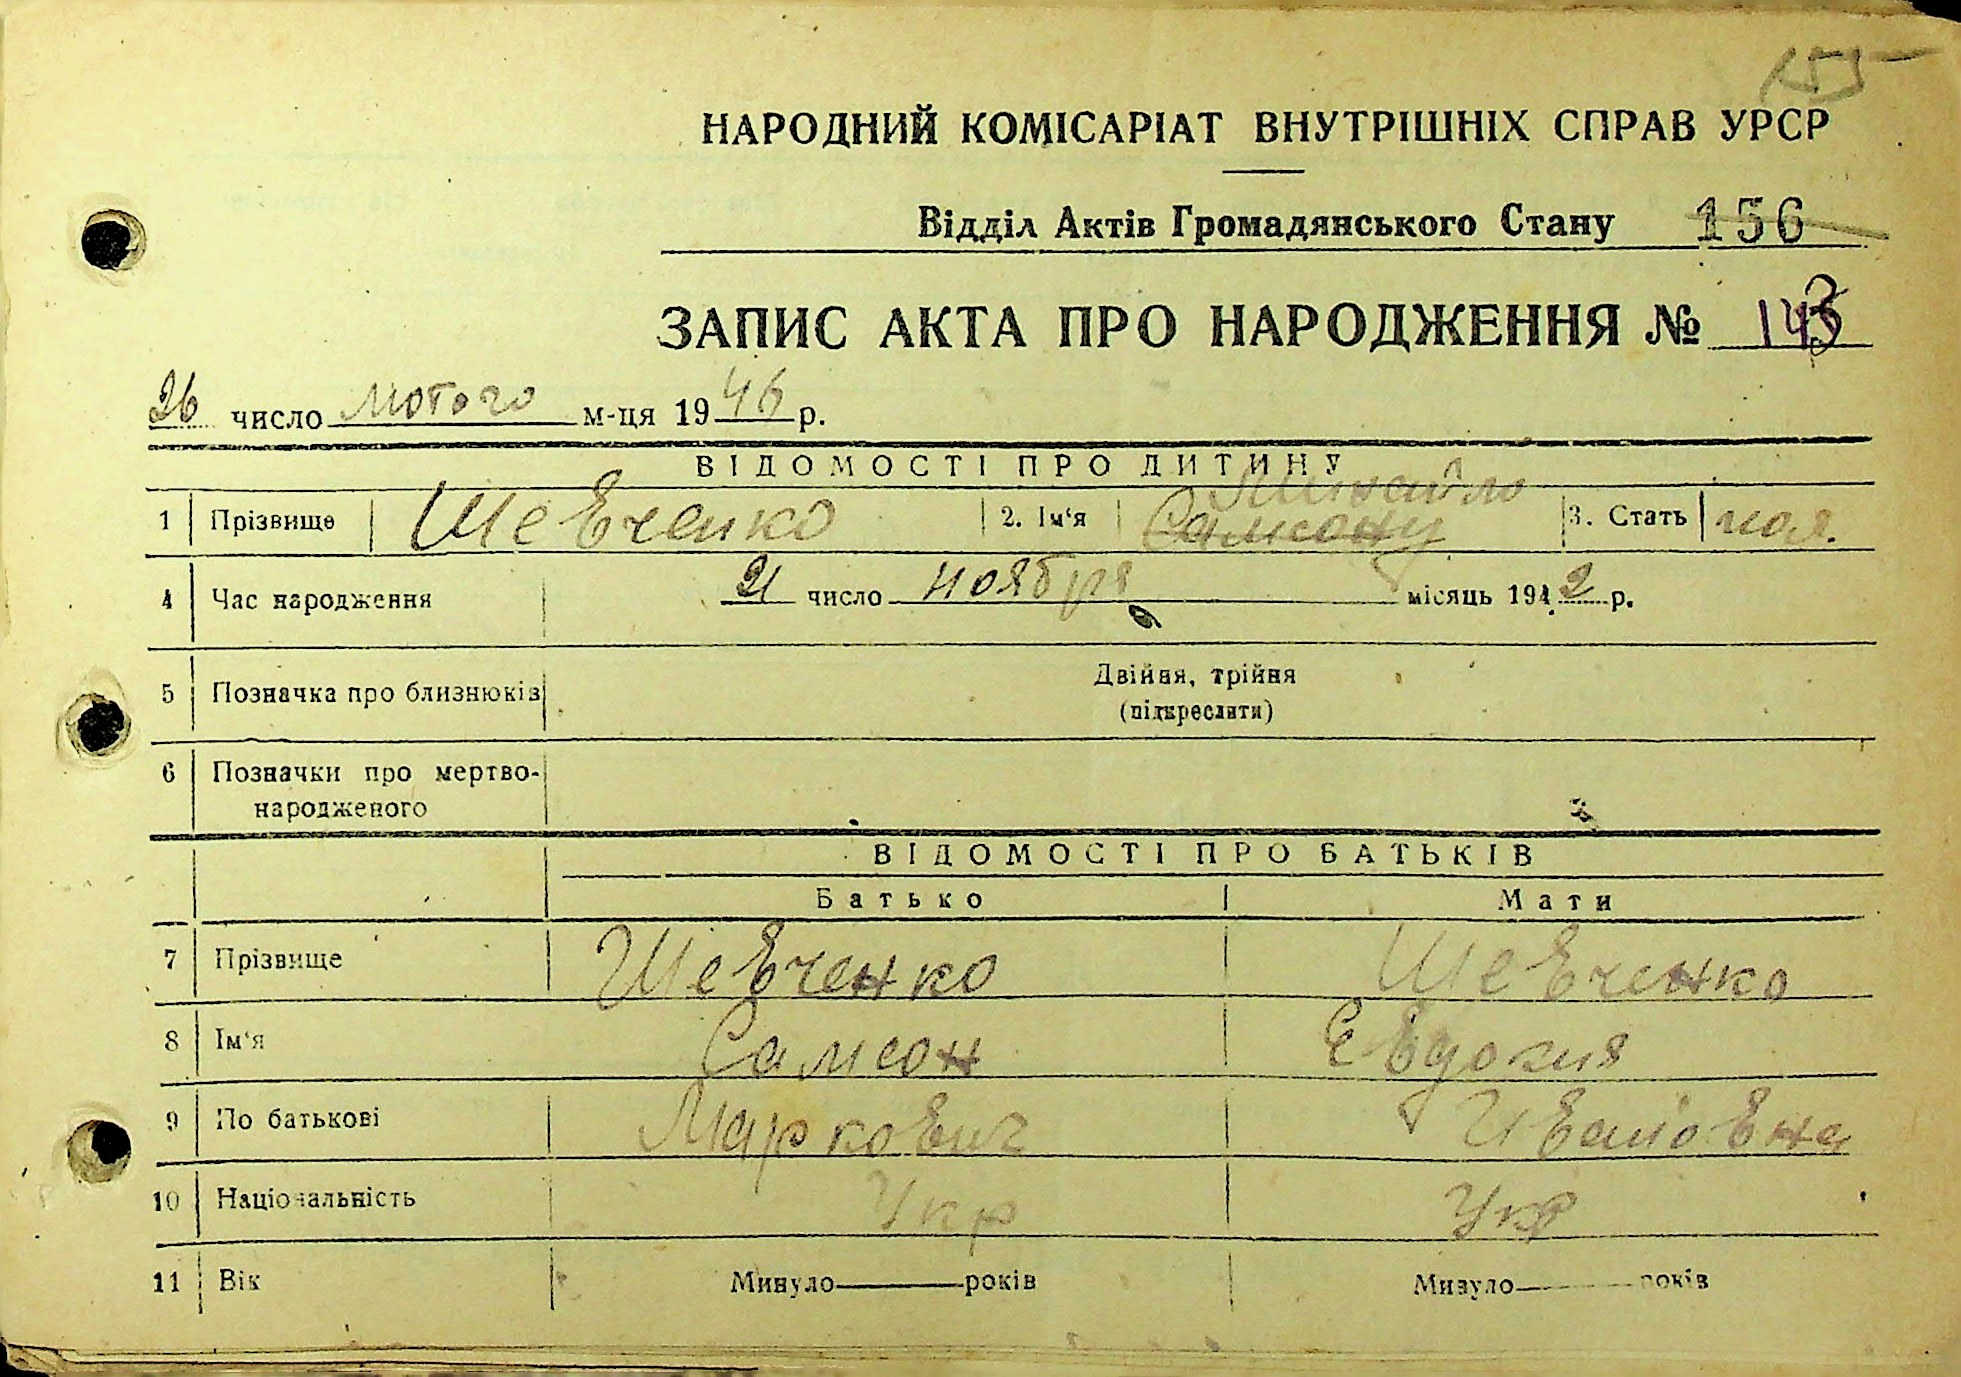 155
НАРОДНИЙ КОМІСАРІАТ ВНУТРІШНІХ СПРАВ УРСР
Відділ Актів Громадянського Стану 156
ЗАПИС АКТА ПРО НАРОДЖЕННЯ № 143
26 число лютого м-ця 1946 р.
ВІДОМОСТІ ПРО ДИТИНУ
1 Прізвище Шевченко 2. Ім'я Михайло Самсону 3. Стать
4 Час народження 21 число ноября місяць 1942 р.
5 Позначка про близнюків Двійня, трійня
(підкреслити)
6 Позначки про мертво-
народженого
ВІДОМОСТІ ПРО БАТЬКІВ
Батько Мати
7 Прізвище Шевченко Шевченко
8 Ім'я Самсон Євдокия
9 По батькові Маркович Ивановна
10 Національність Укр Укр
11 Вік Минуло років Минуло років